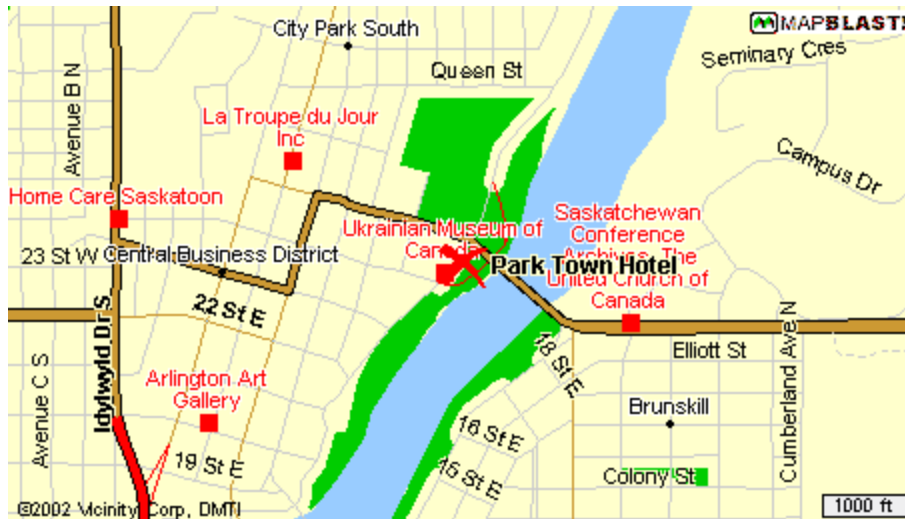 MAPBLAST!
City Park South
Seminary Cres
Queen St
Avenue B N
La Troupe du Jour
Inc
Campus Dr
Home Care Saskatoon
Ukrainian Museum of
Canada
Saskatchewan
Conference
Archives, The
United Church of
Canada
23 St W
Central Business District
Park Town Hotel
22 St E
Idylwyld Dr S
18 St E
Elliott St
Cumberland Ave N
Avenue C S
Arlington Art
Gallery
Brunskill
16 St E
19 St E
15 St E
Colony St
©2002 Vicinity Corp, DMTI
1000 ft